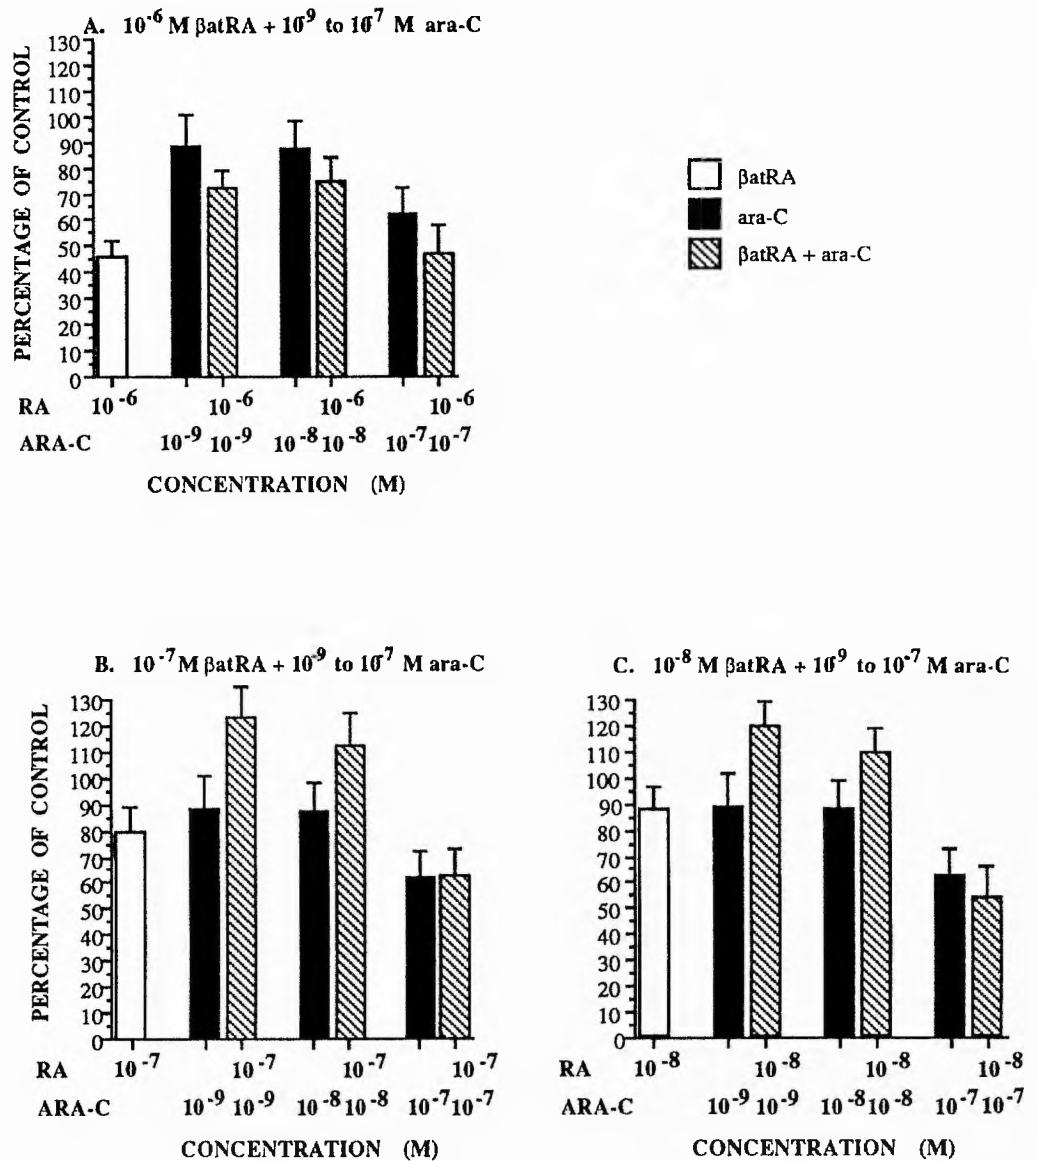 A. 10⁻⁶ M βatRA + 10⁻⁹ to 10⁻⁷ M ara-C
PERCENTAGE OF CONTROL
130
120
110
100
90
80
70
60
50
40
30
20
10
0
RA 10⁻⁶ 10⁻⁶ 10⁻⁶ 10⁻⁶
ARA-C 10⁻⁹ 10⁻⁹ 10⁻⁸ 10⁻⁸ 10⁻⁷ 10⁻⁷
CONCENTRATION (M)
βatRA
ara-C
βatRA + ara-C
B. 10⁻⁷ M βatRA + 10⁻⁹ to 10⁻⁷ M ara-C
PERCENTAGE OF CONTROL
130
120
110
100
90
80
70
60
50
40
30
20
10
0
RA 10⁻⁷ 10⁻⁷ 10⁻⁷ 10⁻⁷
ARA-C 10⁻⁹ 10⁻⁹ 10⁻⁸ 10⁻⁸ 10⁻⁷ 10⁻⁷
CONCENTRATION (M)
C. 10⁻⁸ M βatRA + 10⁻⁹ to 10⁻⁷ M ara-C
130
120
110
100
90
80
70
60
50
40
30
20
10
0
RA 10⁻⁸ 10⁻⁸ 10⁻⁸ 10⁻⁸
ARA-C 10⁻⁹ 10⁻⁹ 10⁻⁸ 10⁻⁸ 10⁻⁷ 10⁻⁷
CONCENTRATION (M)